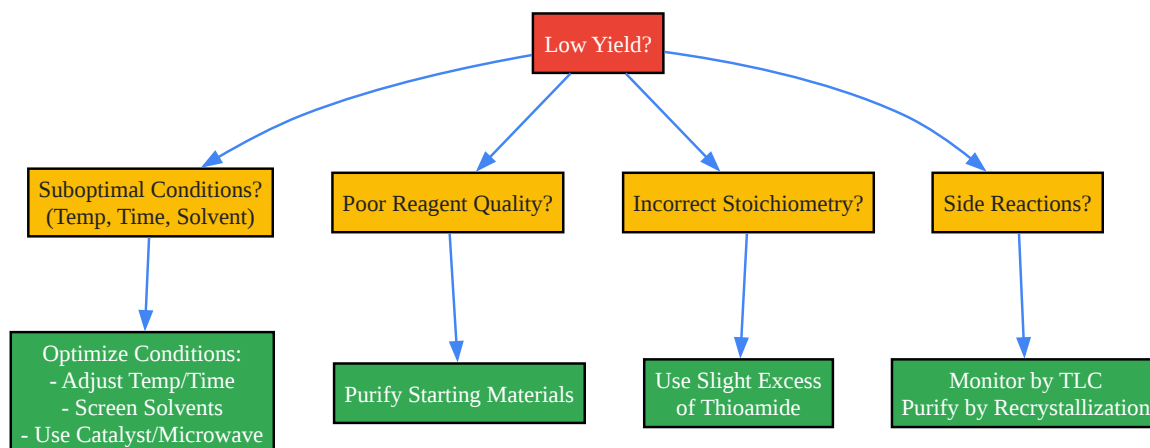 Low Yield?
Suboptimal Conditions?
(Temp, Time, Solvent)
Poor Reagent Quality?
Incorrect Stoichiometry?
Side Reactions?
Optimize Conditions:
- Adjust Temp/Time
- Screen Solvents
- Use Catalyst/Microwave
Purify Starting Materials
Use Slight Excess
of Thioamide
Monitor by TLC
Purify by Recrystallization